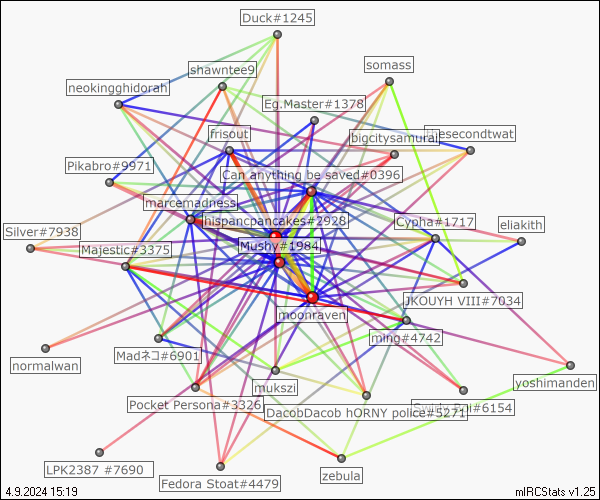 Duck#1245
somass
shawntee9
neokingghidorah
Eg.Master#1378
frisout
bigcitysamurai
Pikabro#9971
Can anything be saved#0396
marcemadness
hispancpancakes#2928
Cypha#1717
eliakith
Silver#7938
Majestic#3375
Mushy#1984
JKOUYH VIII#7034
moonraven
ming#4742
normalwan
Madネコ#6901
mukszi
yoshimanden
Pocket Persona#3326
DacobDacob hORNY police#5271
#6154
LPK2387 #7690
Fedora Stoat#4479
zebula
4.9.2024 15:19
mIRCStats v1.25